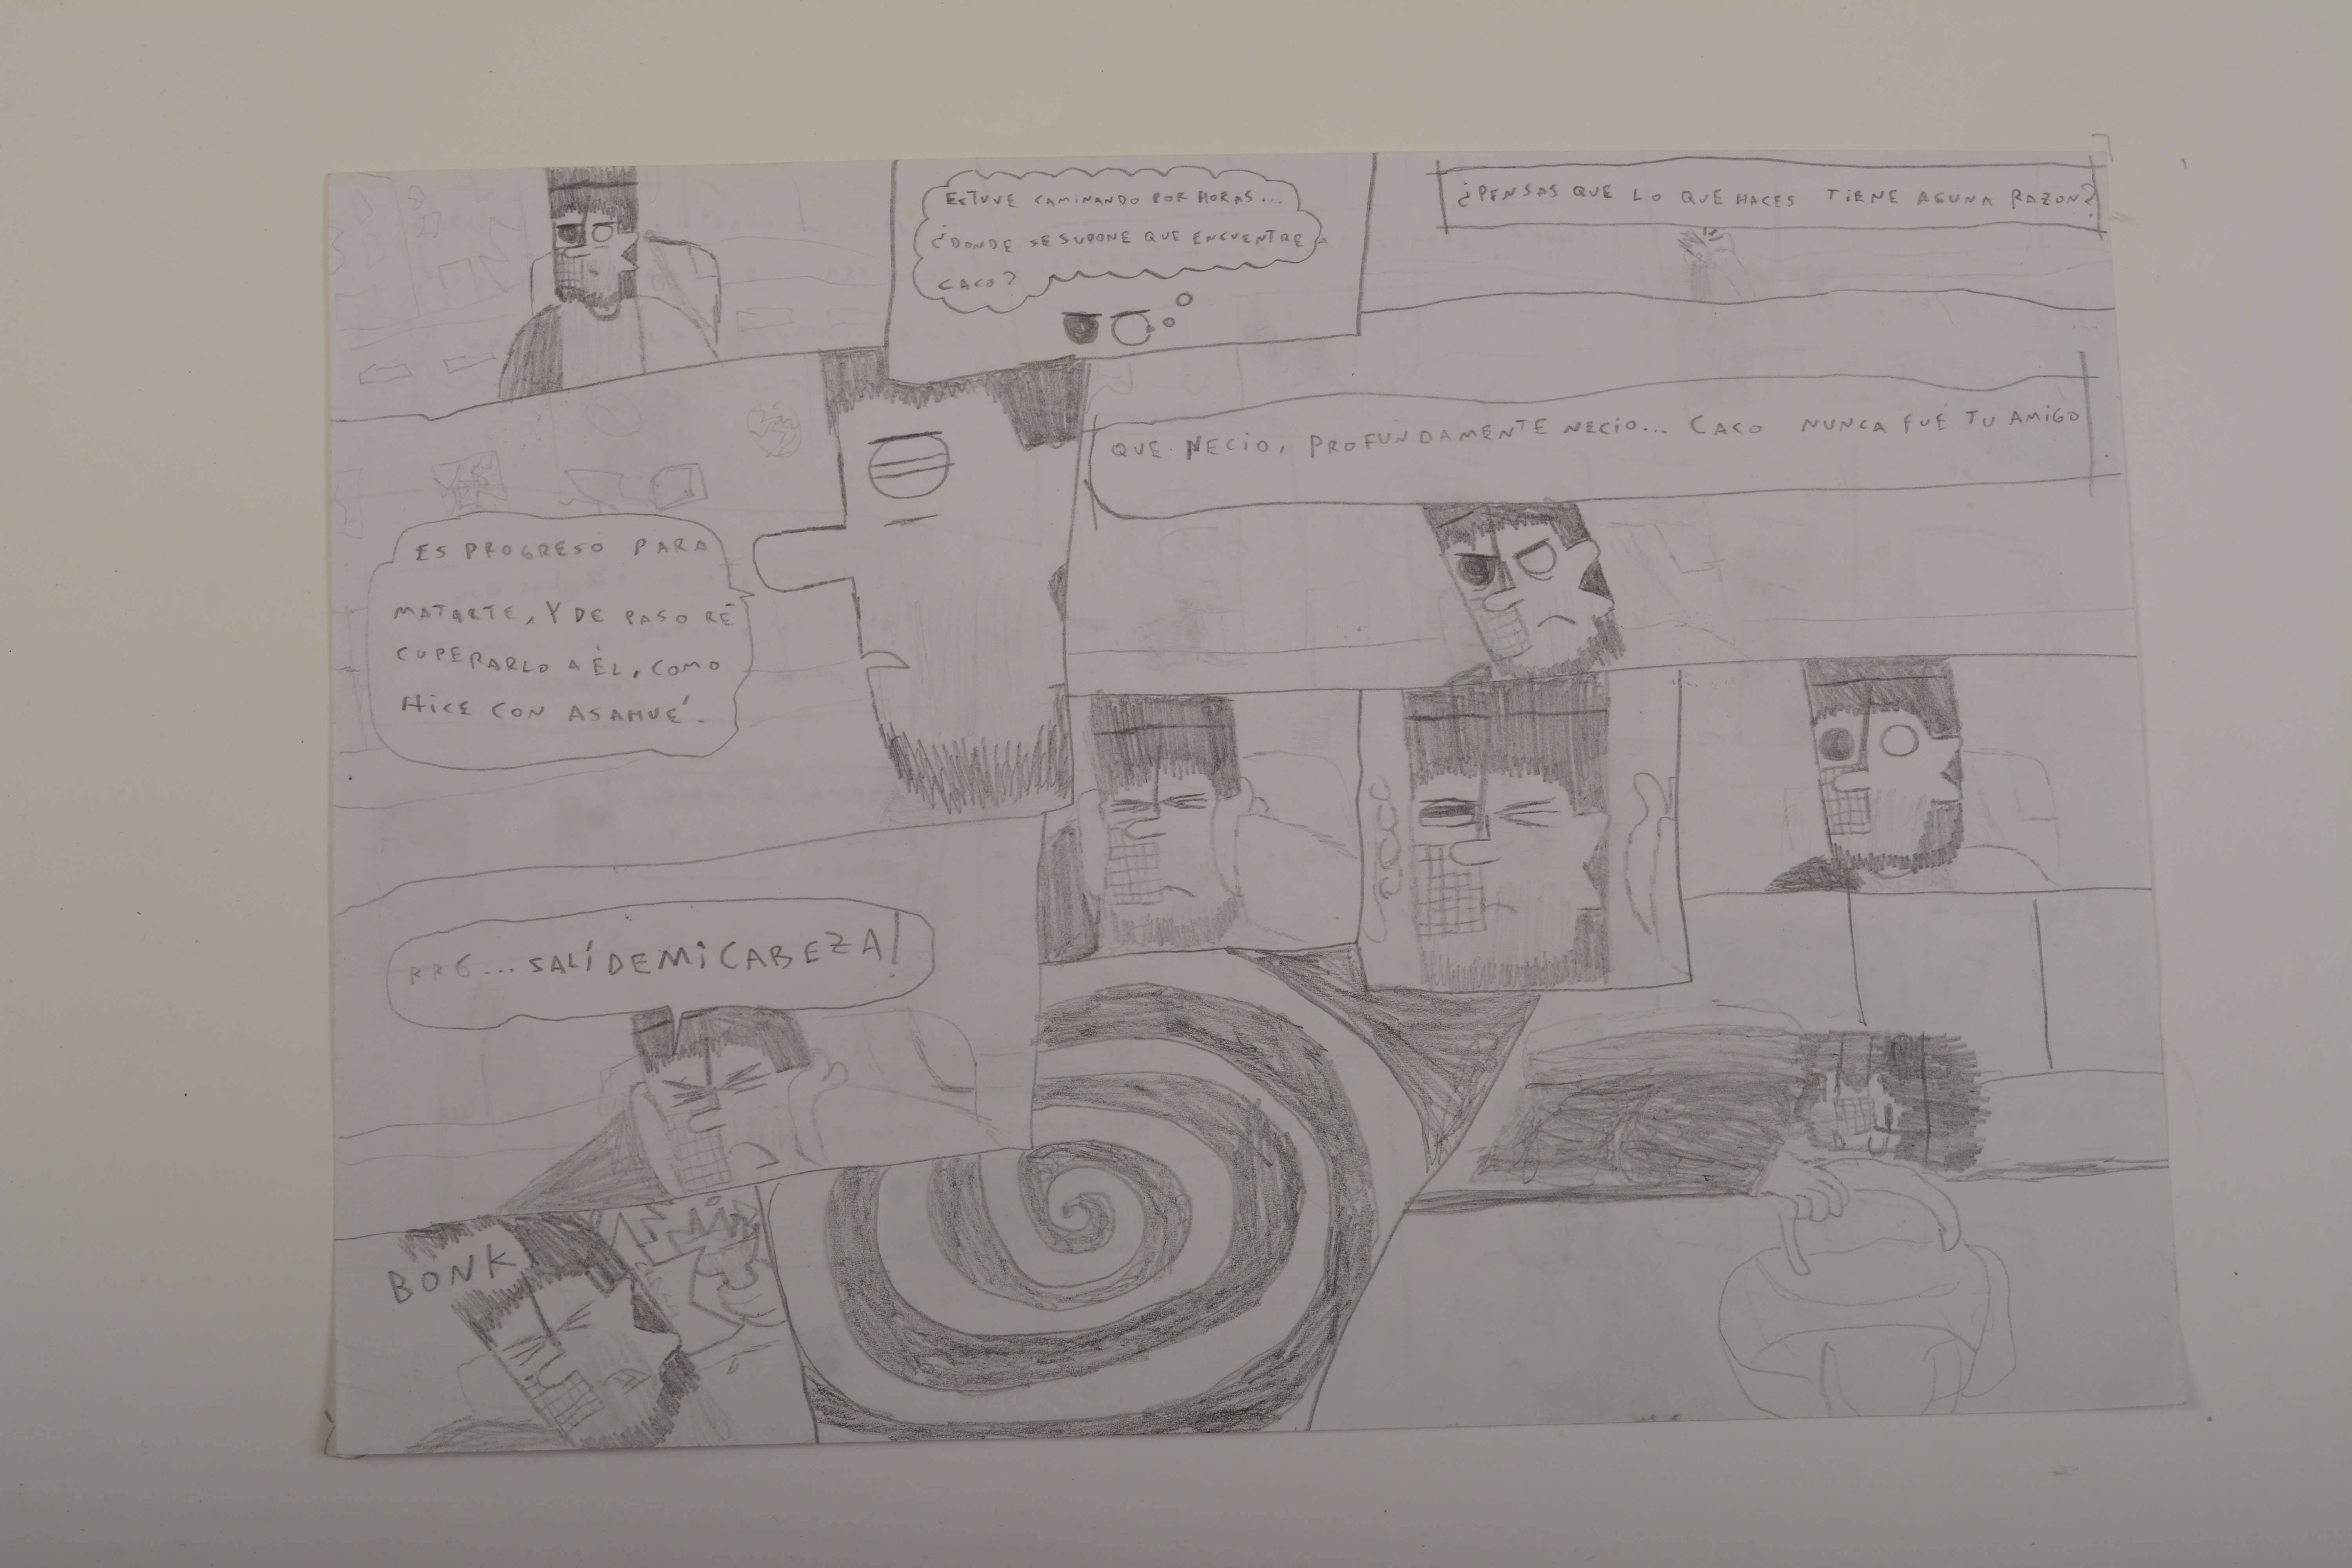 ESTUVE CAMINANDO POR HORAS...
¿DONDE SE SUPONE QUE ENCUENTRE A
CACO?
¿PENSAS QUE LO QUE HACES TIENE AGUNA RAZON?
ES PROGRESO PARA
MATARTE, Y DE PASO RE
CUPERARLO A ÉL, COMO
HICE CON ASAHUÉ.
QUE NECIO, PROFUNDAMENTE NECIO... CACO NUNCA FUÉ TU AMIGO
RRG... SALÍ DE MI CABEZA!
BONK